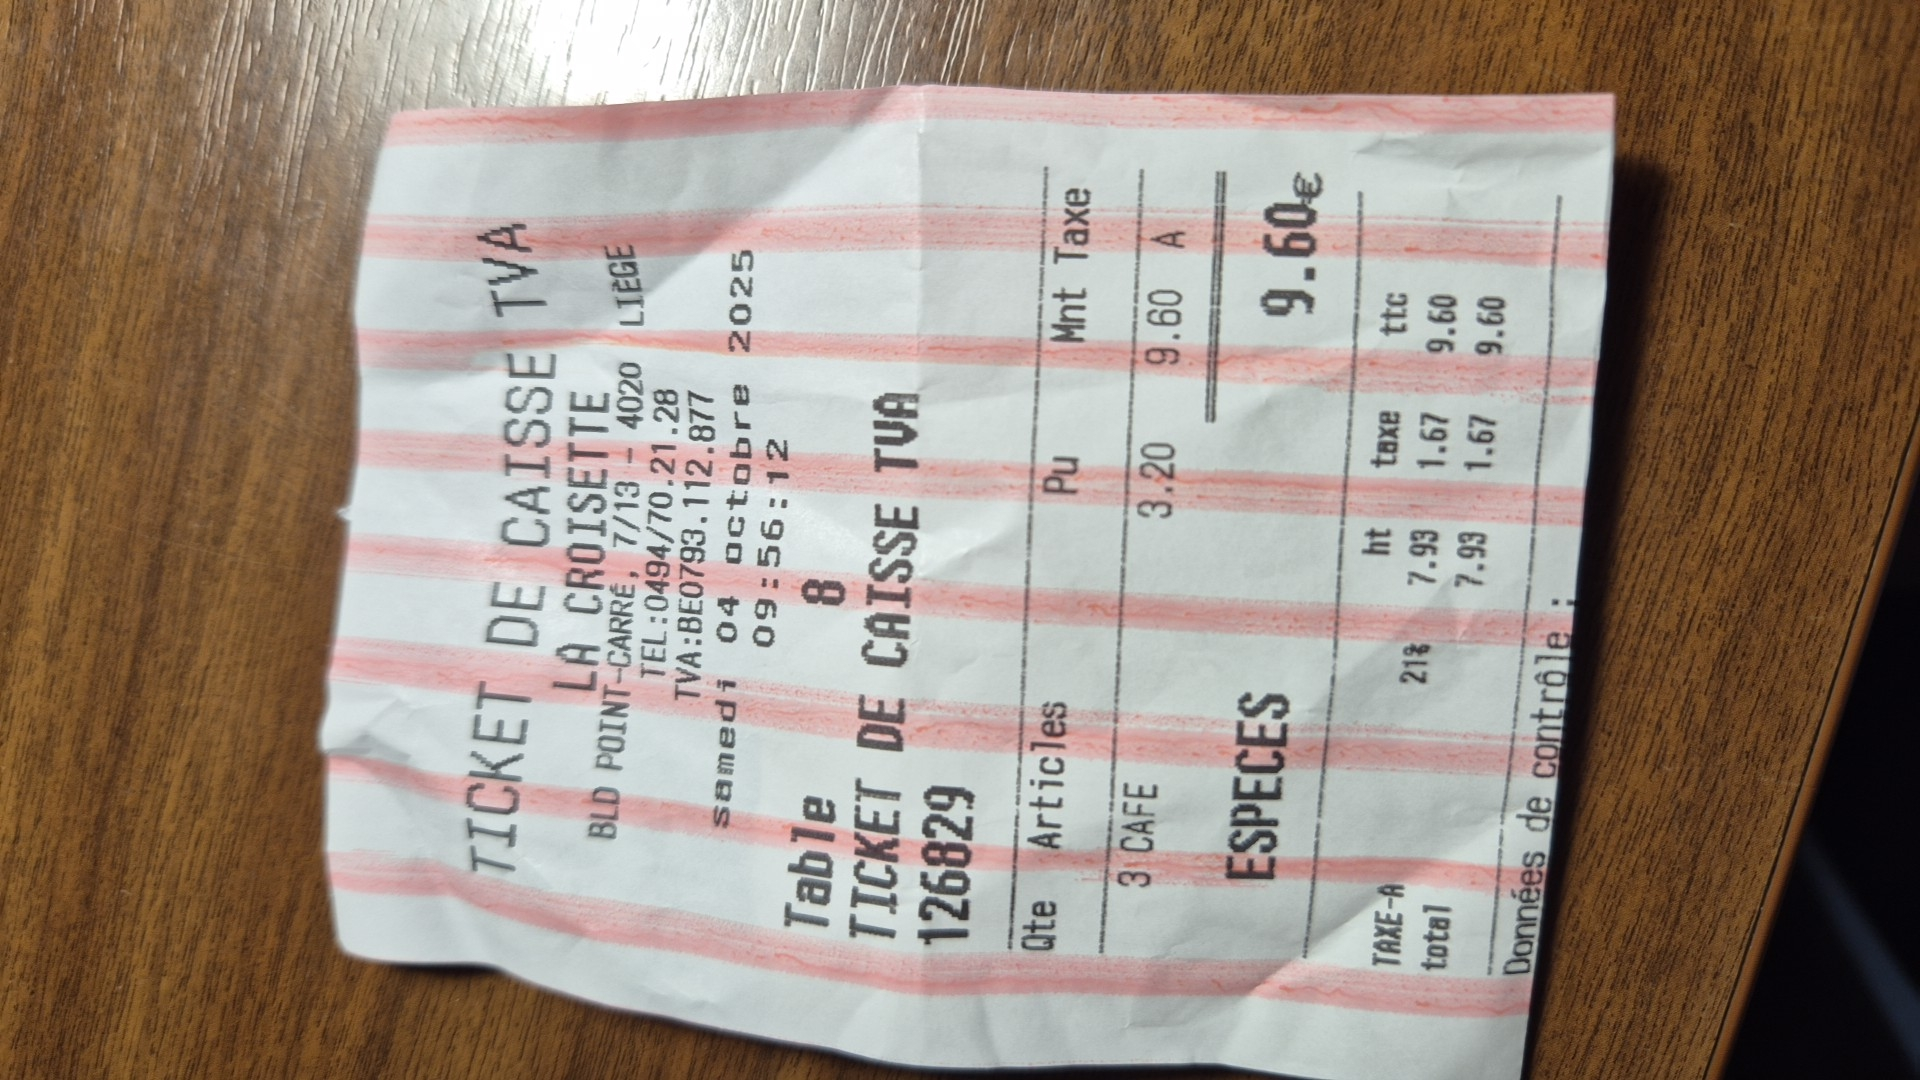 TICKET DE CAISSE TVA
LA CROISETTE
BLD POINT-CARRÉ, 7/13 - 4020 LIÈGE
TEL:0494/70.21.28
TVA:BE0793.112.877
samedi 04 octobre 2025
09:56:12
Table 8
TICKET DE CAISSE TVA
126829
Qte Articles Pu Mnt Taxe
3 CAFE 3.20 9.60 A
ESPECES 9.60€
ht taxe ttc
TAXE-A 21% 7.93 1.67 9.60
total 7.93 1.67 9.60
Données de contrôle :